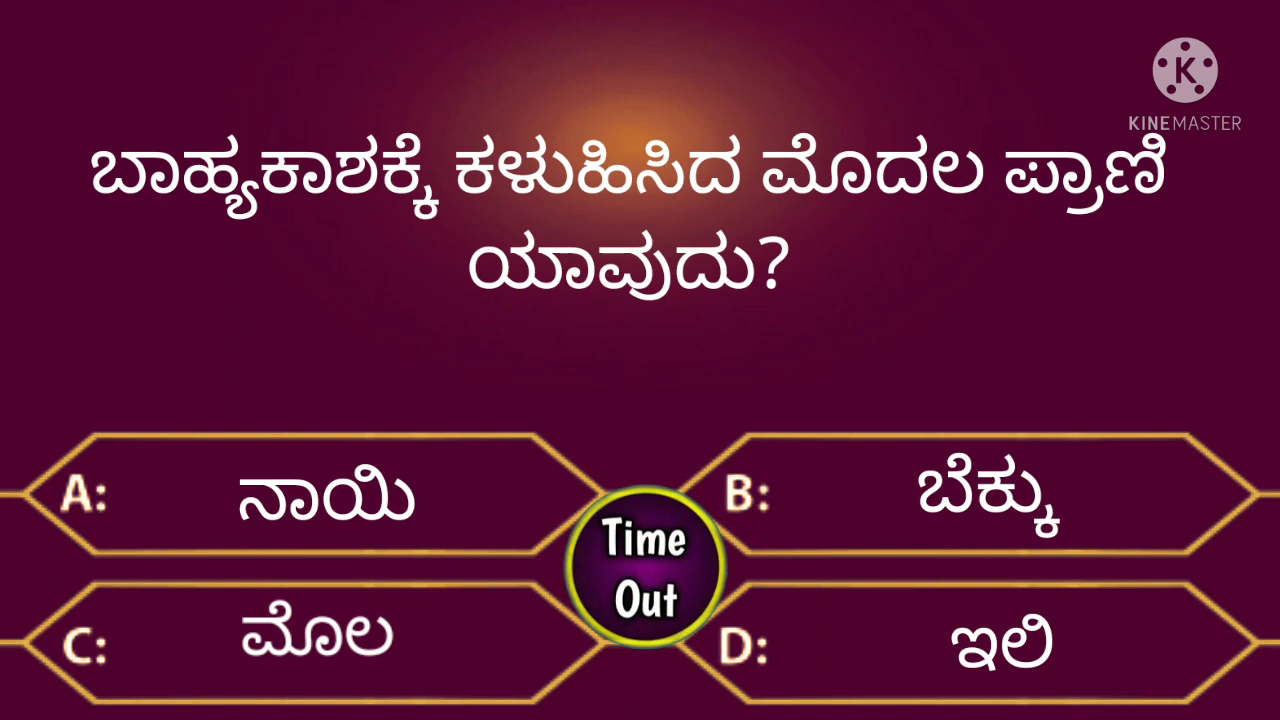 K
KINEMASTER
ಬಾಹ್ಯಕಾಶಕ್ಕೆ ಕಳುಹಿಸಿದ ಮೊದಲ ಪ್ರಾಣಿ
ಯಾವುದು?
A: ನಾಯಿ
B: ಬೆಕ್ಕು
Time
Out
C: ಮೊಲ
D: ಇಲಿ